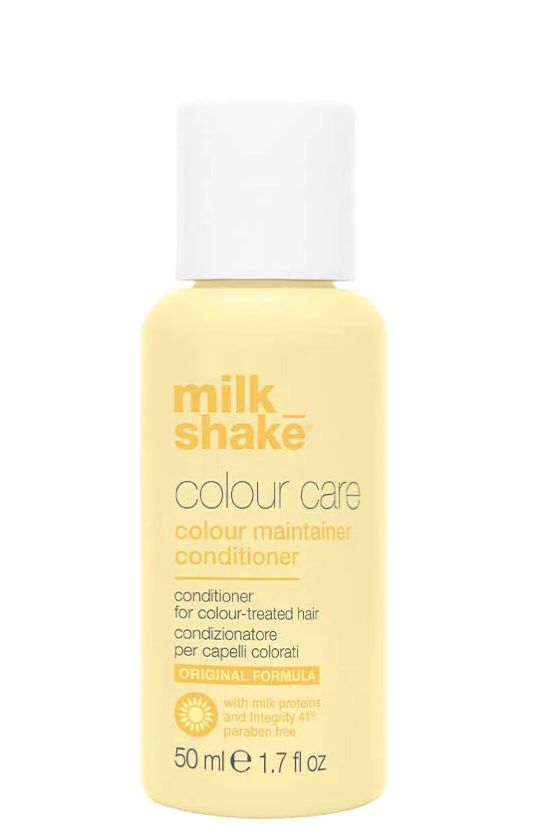 milk_
shake®
colour care
colour maintainer
conditioner
conditioner
for colour-treated hair
condizionatore
per capelli colorati
ORIGINAL FORMULA
with milk proteins
and Integrity 41®
paraben free
50 ml ℮ 1.7 fl oz